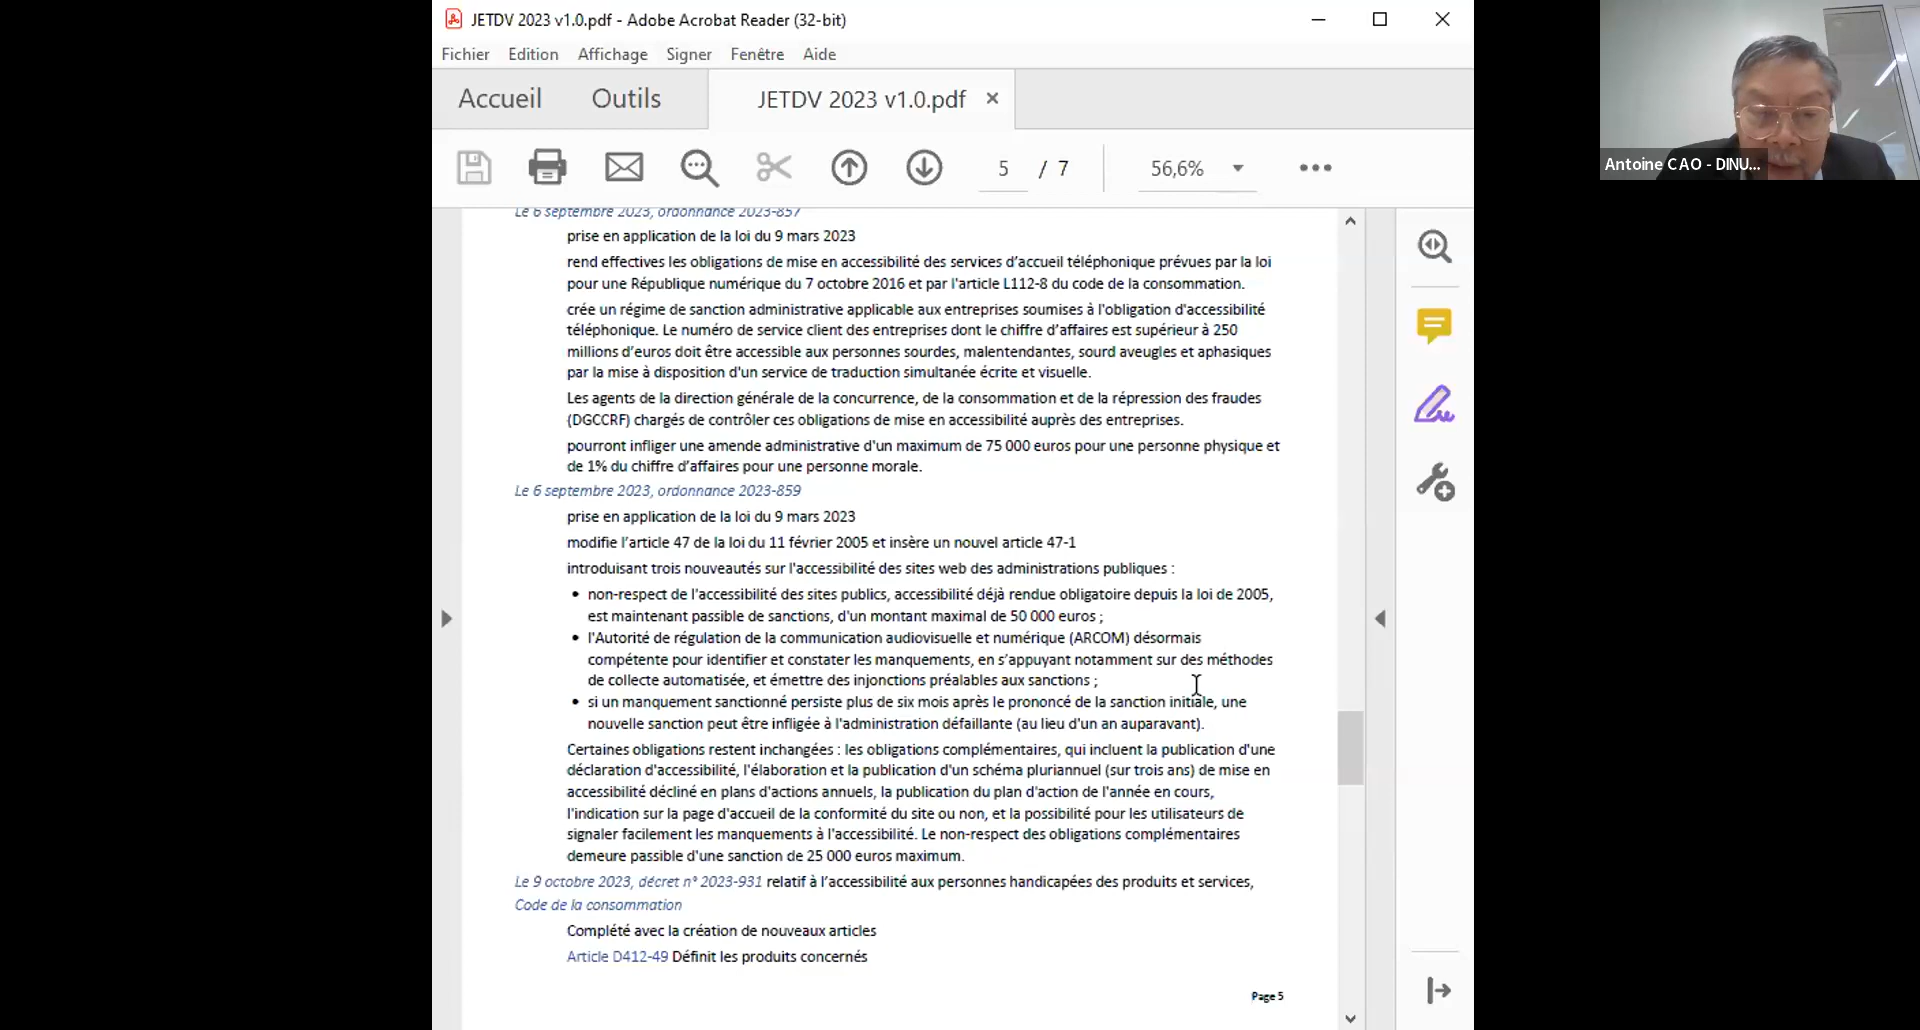 JETDV 2023 v1.0.pdf - Adobe Acrobat Reader (32-bit)
Fichier Edition Affichage Signer Fenêtre Aide
Accueil Outils JETDV 2023 v1.0.pdf ×
5 / 7 56,6%
Antoine CAO - DINU...
Le 6 septembre 2023, ordonnance 2023-857
prise en application de la loi du 9 mars 2023
rend effectives les obligations de mise en accessibilité des services d’accueil téléphonique prévues par la loi
pour une République numérique du 7 octobre 2016 et par l'article L112-8 du code de la consommation.
crée un régime de sanction administrative applicable aux entreprises soumises à l'obligation d'accessibilité
téléphonique. Le numéro de service client des entreprises dont le chiffre d’affaires est supérieur à 250
millions d’euros doit être accessible aux personnes sourdes, malentendantes, sourd aveugles et aphasiques
par la mise à disposition d'un service de traduction simultanée écrite et visuelle.
Les agents de la direction générale de la concurrence, de la consommation et de la répression des fraudes
(DGCCRF) chargés de contrôler ces obligations de mise en accessibilité auprès des entreprises.
pourront infliger une amende administrative d'un maximum de 75 000 euros pour une personne physique et
de 1% du chiffre d’affaires pour une personne morale.
Le 6 septembre 2023, ordonnance 2023-859
prise en application de la loi du 9 mars 2023
modifie l’article 47 de la loi du 11 février 2005 et insère un nouvel article 47-1
introduisant trois nouveautés sur l'accessibilité des sites web des administrations publiques :
• non-respect de l'accessibilité des sites publics, accessibilité déjà rendue obligatoire depuis la loi de 2005,
est maintenant passible de sanctions, d'un montant maximal de 50 000 euros ;
• l'Autorité de régulation de la communication audiovisuelle et numérique (ARCOM) désormais
compétente pour identifier et constater les manquements, en s’appuyant notamment sur des méthodes
de collecte automatisée, et émettre des injonctions préalables aux sanctions ;
• si un manquement sanctionné persiste plus de six mois après le prononcé de la sanction initiale, une
nouvelle sanction peut être infligée à l'administration défaillante (au lieu d'un an auparavant).
Certaines obligations restent inchangées : les obligations complémentaires, qui incluent la publication d'une
déclaration d'accessibilité, l'élaboration et la publication d'un schéma pluriannuel (sur trois ans) de mise en
accessibilité décliné en plans d'actions annuels, la publication du plan d'action de l'année en cours,
l'indication sur la page d'accueil de la conformité du site ou non, et la possibilité pour les utilisateurs de
signaler facilement les manquements à l'accessibilité. Le non-respect des obligations complémentaires
demeure passible d'une sanction de 25 000 euros maximum.
Le 9 octobre 2023, décret n° 2023-931 relatif à l’accessibilité aux personnes handicapées des produits et services,
Code de la consommation
Complété avec la création de nouveaux articles
Article D412-49 Définit les produits concernés
Page 5